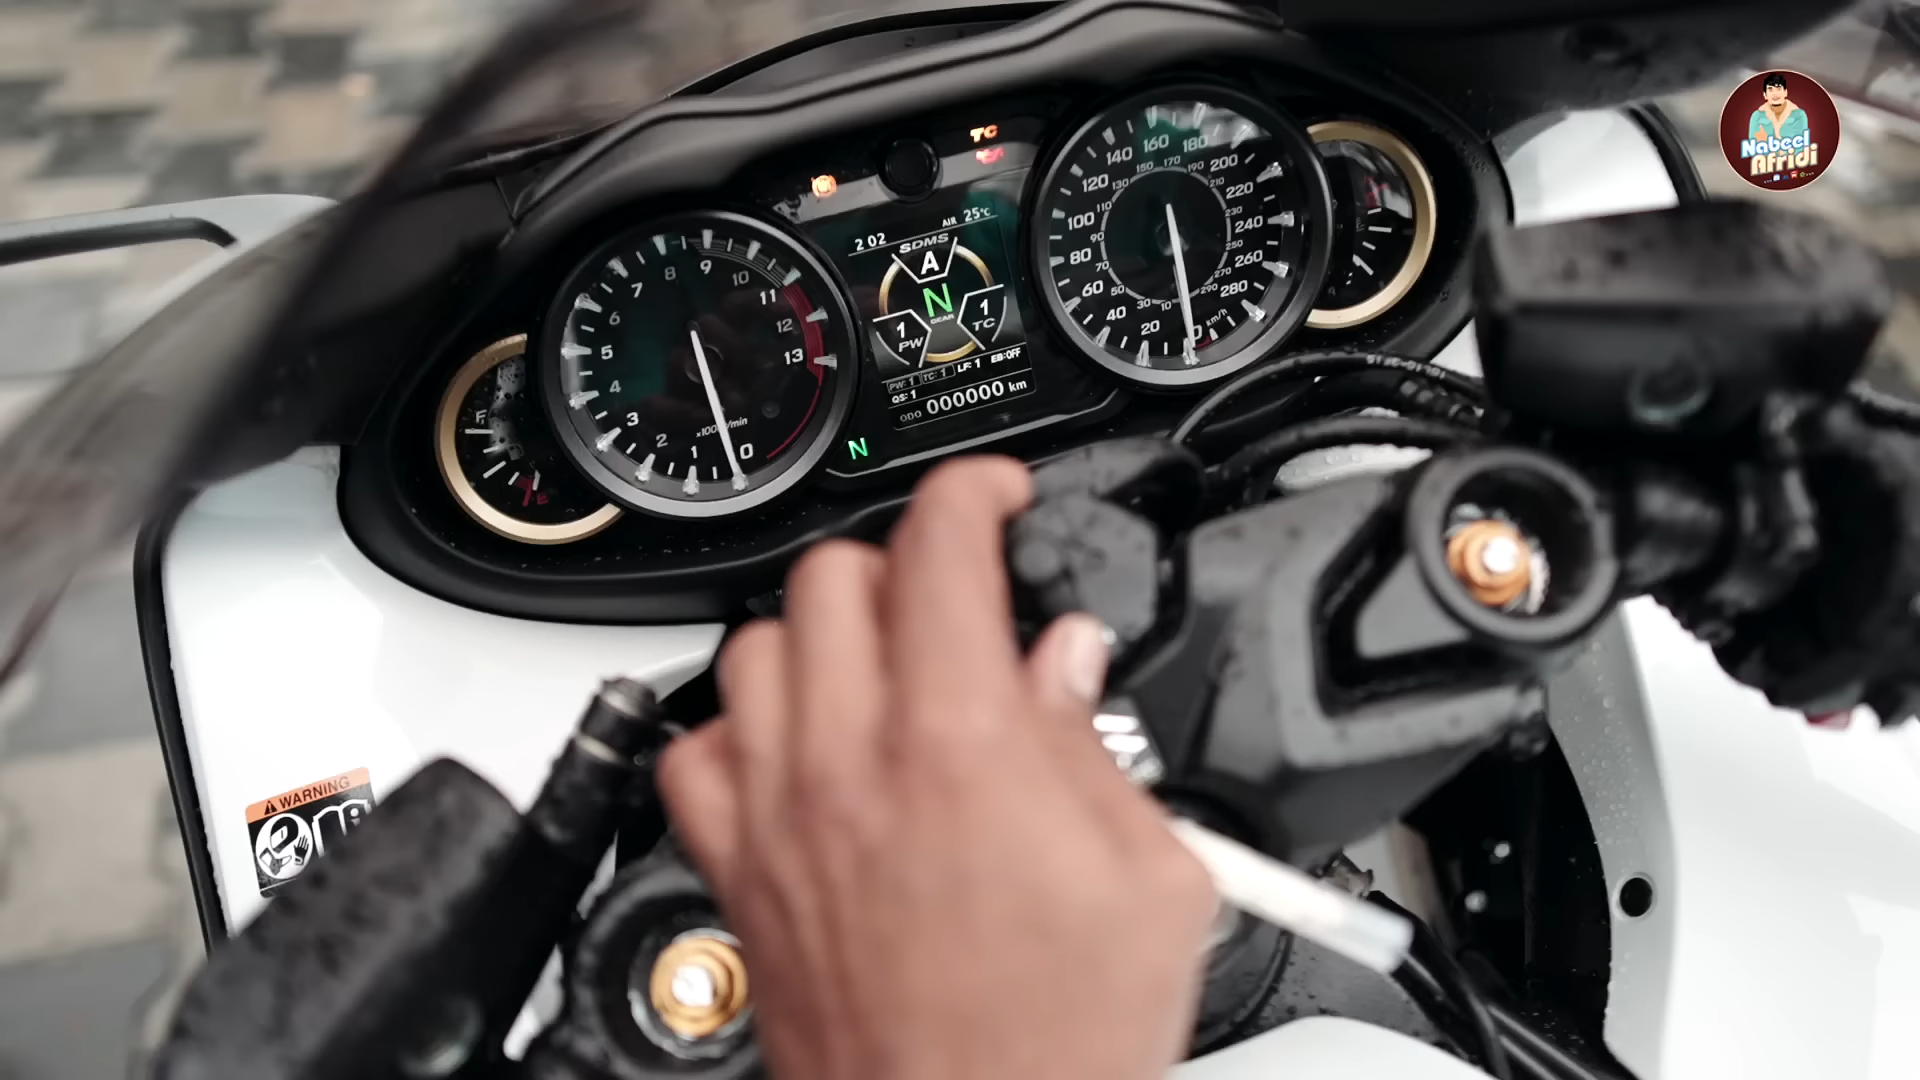 Nabeel
Afridi
TC
2 02
AIR 25°C
SDMS
A
N
GEAR
1
PW
1
TC
PW: 1 TC: 1 LF: 1 EB:OFF
QS: 1
ODO 000000 km
N
0
1
2
3
4
5
6
7
8
9
10
11
12
13
F
E
0
20
40
60
80
100
120
140
160
180
200
220
240
260
280
km/h
10
30
50
70
90
110
130
150
170
190
210
230
250
270
290
WARNING